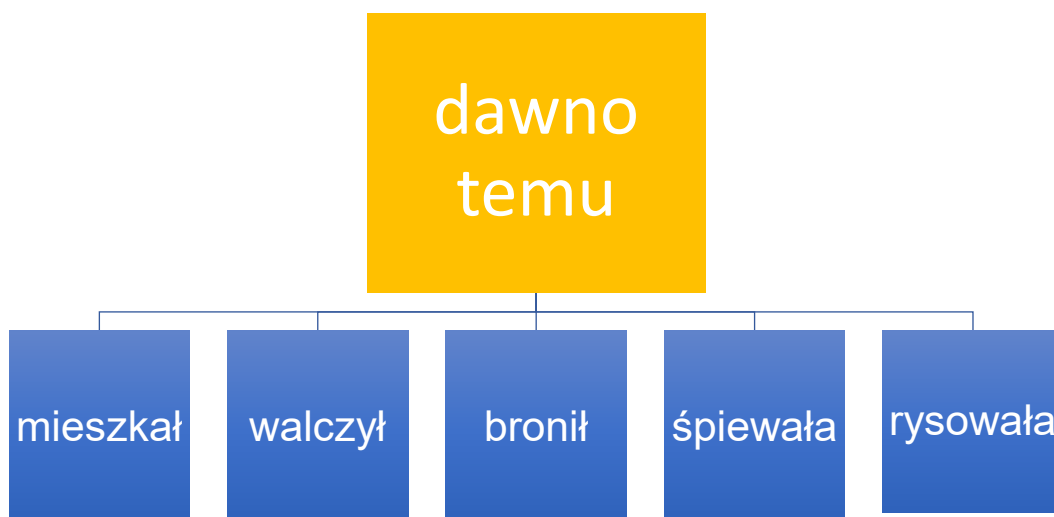 dawno
temu
mieszkał
walczył
bronił
śpiewała
rysowała